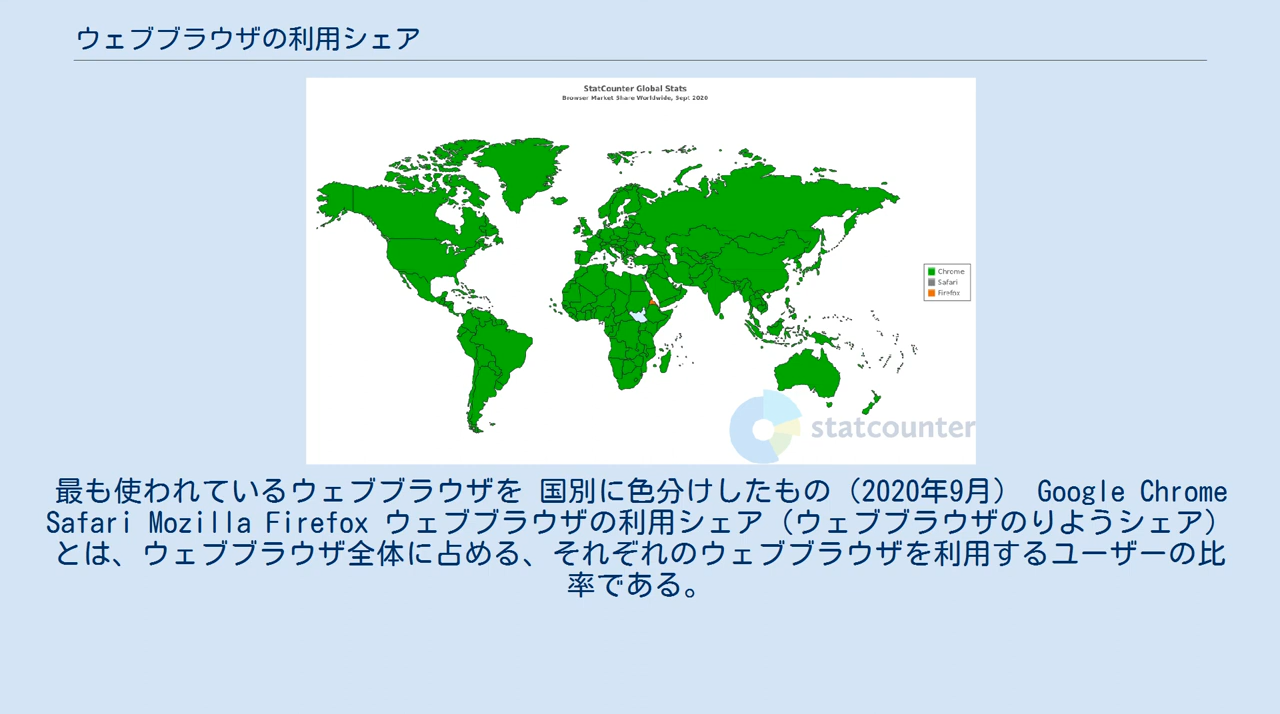 ウェブブラウザの利用シェア
StatCounter Global Stats
Browser Market Share Worldwide, Sept 2020
Chrome
Safari
Firefox
statcounter
最も使われているウェブブラウザを 国別に色分けしたもの（2020年9月） Google Chrome
Safari Mozilla Firefox ウェブブラウザの利用シェア（ウェブブラウザのりようシェア）
とは、ウェブブラウザ全体に占める、それぞれのウェブブラウザを利用するユーザーの比
率である。